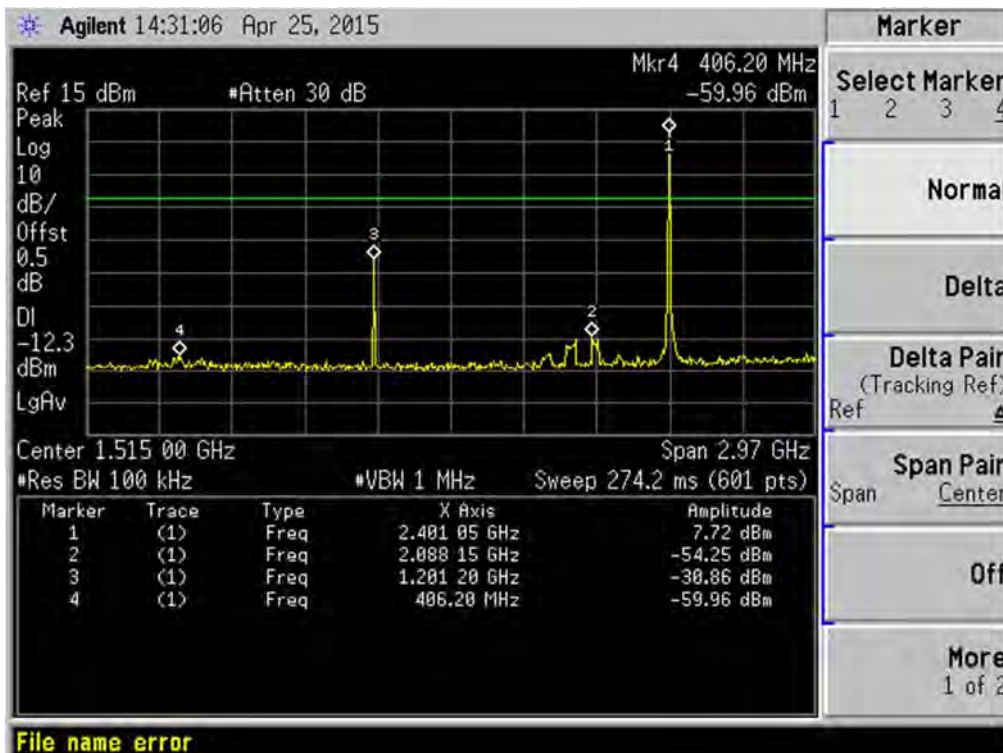 Agilent 14:31:06 Apr 25, 2015
Mkr4 406.20 MHz
Ref 15 dBm #Atten 30 dB -59.96 dBm
Peak
Log
10
dB/
Offst
0.5
dB
DI
-12.3
dBm
LgAv
1
3
2
4
Center 1.515 00 GHz Span 2.97 GHz
#Res BW 100 kHz #VBW 1 MHz Sweep 274.2 ms (601 pts)
Marker Trace Type X Axis Amplitude
1 (1) Freq 2.401 05 GHz 7.72 dBm
2 (1) Freq 2.088 15 GHz -54.25 dBm
3 (1) Freq 1.201 20 GHz -30.86 dBm
4 (1) Freq 406.20 MHz -59.96 dBm
File name error
Marker
Select Marker
1 2 3 4
Normal
Delta
Delta Pair
(Tracking Ref)
Ref Δ
Span Pair
Span Center
Off
More
1 of 2